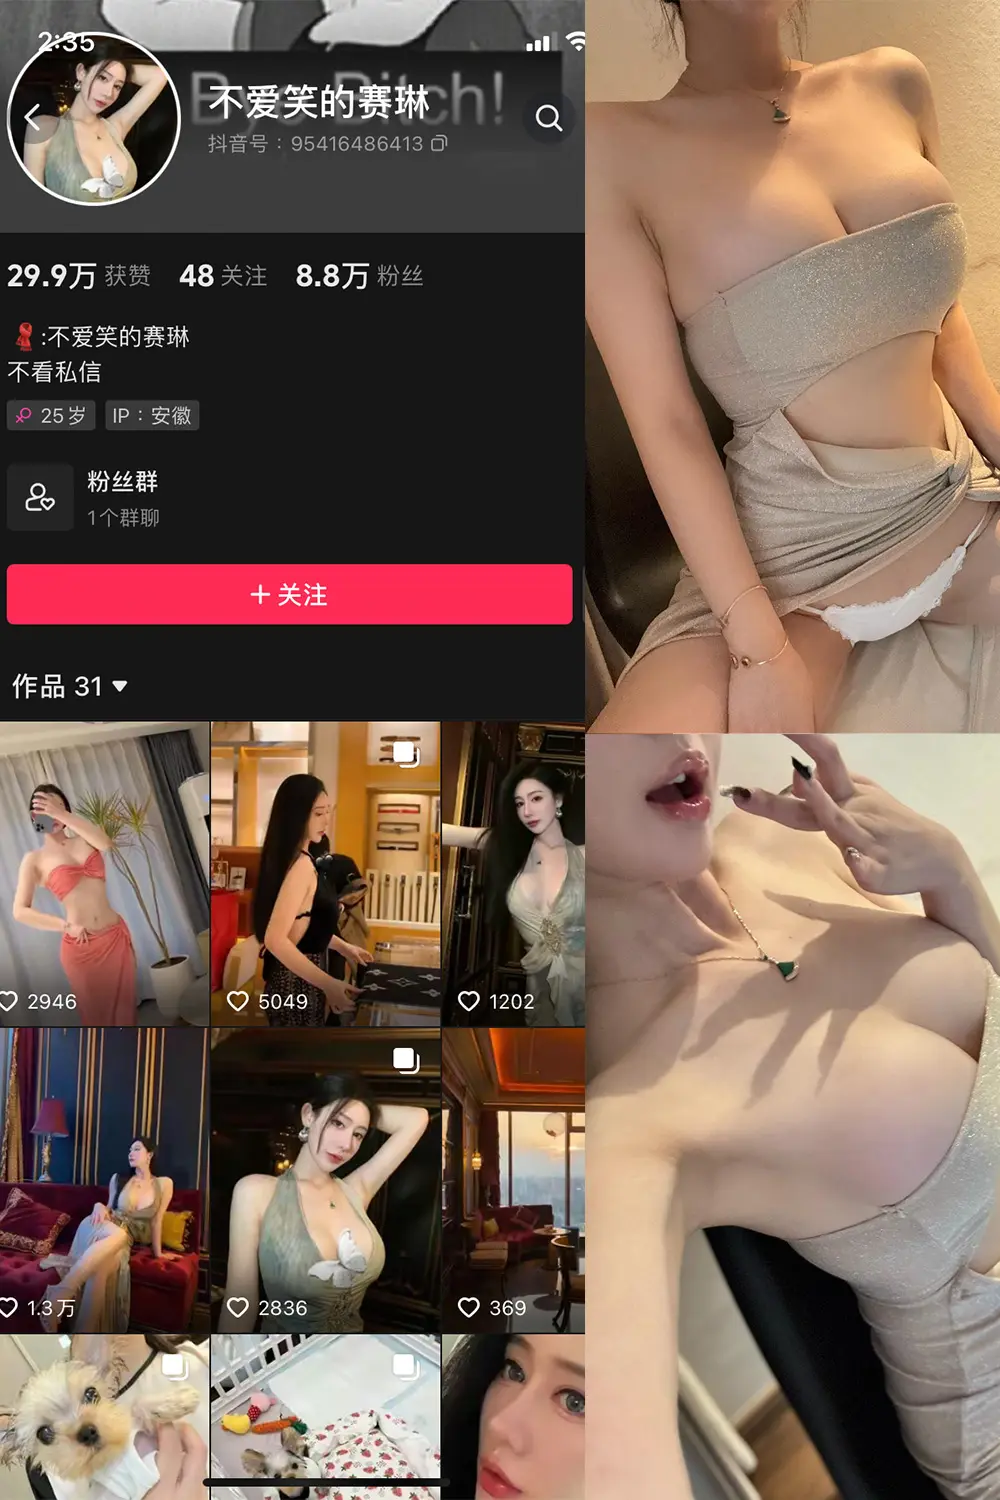 2:35
不爱笑的赛琳
抖音号：95416486413
29.9万 获赞 48 关注 8.8万 粉丝
:不爱笑的赛琳
不看私信
25岁 IP：安徽
粉丝群
1个群聊
+ 关注
作品 31
2946
5049
1202
1.3万
2836
369